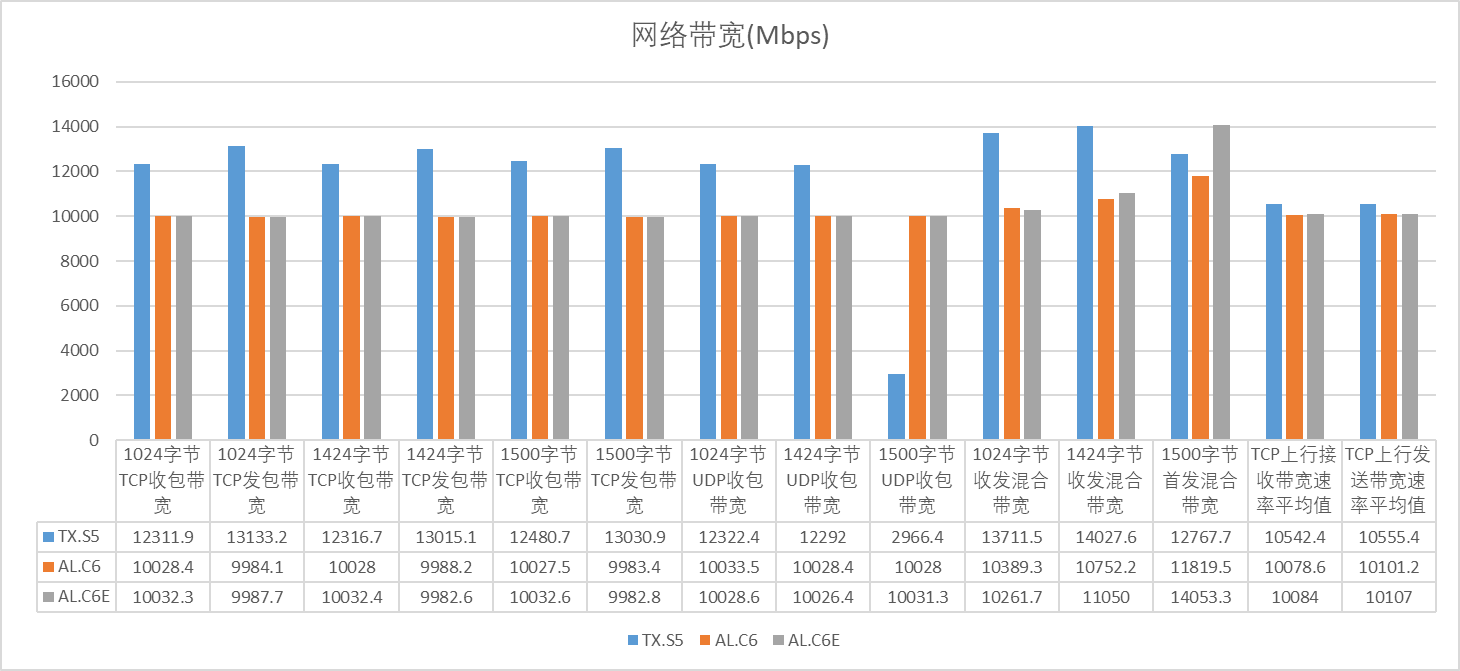 网络带宽(Mbps)
16000
14000
12000
10000
8000
6000
4000
2000
0
1024字节 1024字节 1424字节 1424字节 1500字节 1500字节 1024字节 1424字节 1500字节 1024字节 1424字节 1500字节 TCP上行接 TCP上行发
TCP收包带 TCP发包带 TCP收包带 TCP发包带 TCP收包带 TCP发包带 UDP收包 UDP收包 UDP收包 收发混合 收发混合 首发混合 收带宽速 送带宽速
宽 宽 宽 宽 宽 宽 带宽 带宽 带宽 带宽 带宽 带宽 率平均值 率平均值
TX.S5 12311.9 13133.2 12316.7 13015.1 12480.7 13030.9 12322.4 12292 2966.4 13711.5 14027.6 12767.7 10542.4 10555.4
AL.C6 10028.4 9984.1 10028 9988.2 10027.5 9983.4 10033.5 10028.4 10028 10389.3 10752.2 11819.5 10078.6 10101.2
AL.C6E 10032.3 9987.7 10032.4 9982.6 10032.6 9982.8 10028.6 10026.4 10031.3 10261.7 11050 14053.3 10084 10107
TX.S5 AL.C6 AL.C6E